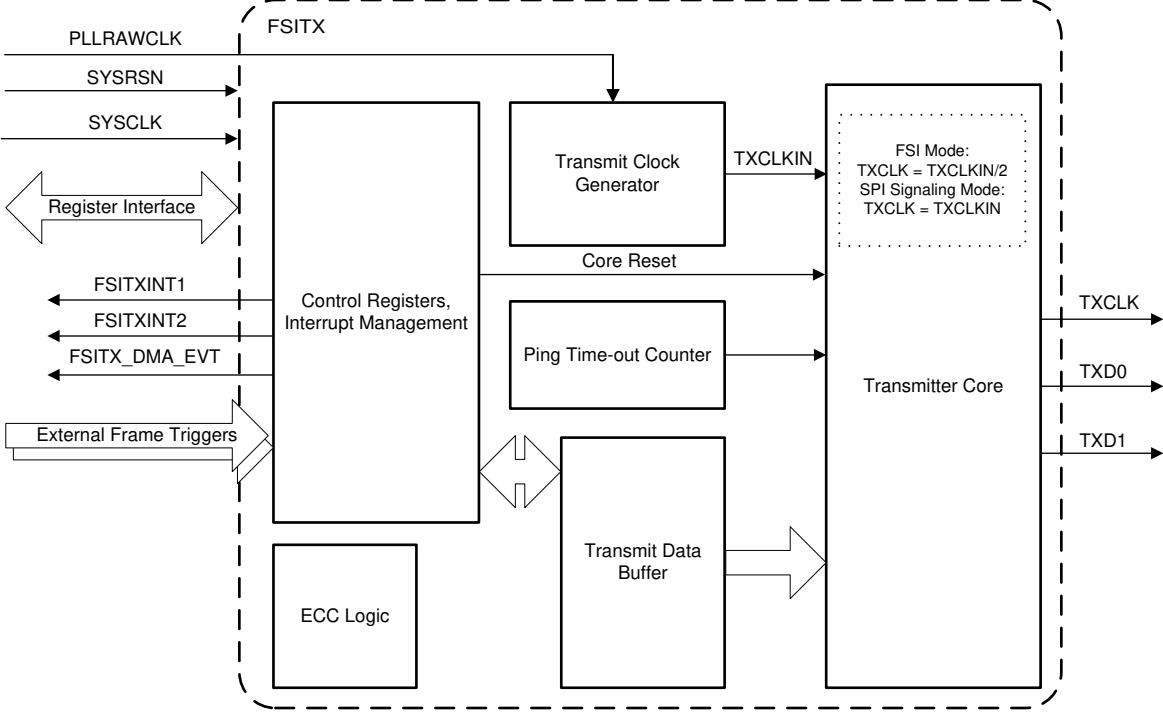 FSITX
PLLRAWCLK
SYSRSN
SYSCLK
Register Interface
FSITXINT1
FSITXINT2
FSITX_DMA_EVT
External Frame Triggers
Control Registers,
Interrupt Management
ECC Logic
Transmit Clock
Generator
TXCLKIN
Core Reset
Ping Time-out Counter
Transmit Data
Buffer
FSI Mode:
TXCLK = TXCLKIN/2
SPI Signaling Mode:
TXCLK = TXCLKIN
Transmitter Core
TXCLK
TXD0
TXD1